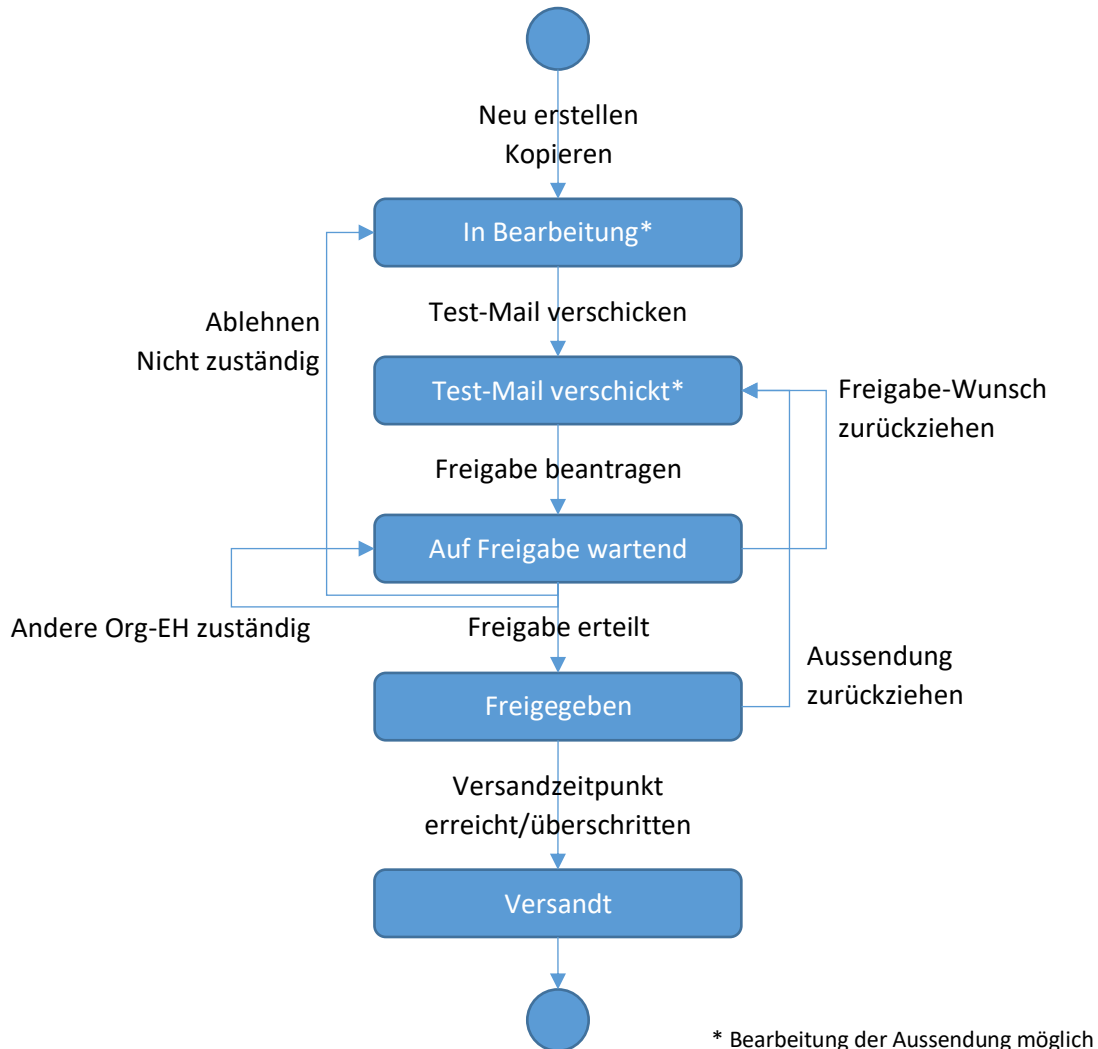 Neu erstellen
Kopieren
In Bearbeitung*
Ablehnen
Nicht zuständig
Test-Mail verschicken
Test-Mail verschickt*
Freigabe-Wunsch
zurückziehen
Freigabe beantragen
Auf Freigabe wartend
Andere Org-EH zuständig
Freigabe erteilt
Aussendung
zurückziehen
Freigegeben
Versandzeitpunkt
erreicht/überschritten
Versandt
* Bearbeitung der Aussendung möglich